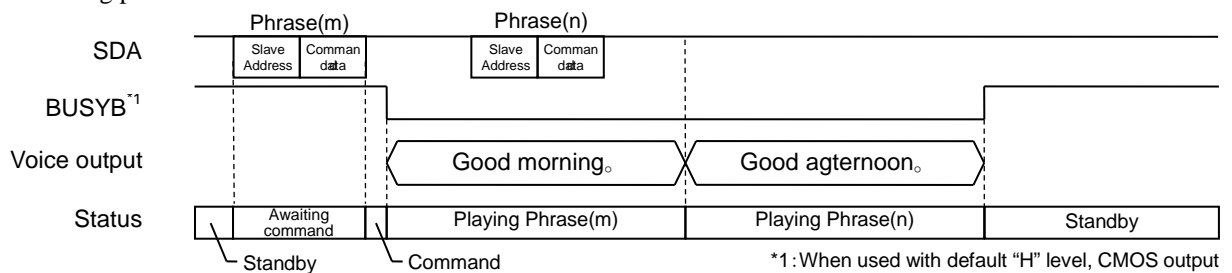 Phrase(m)
Phrase(n)
SDA
Slave Address
Comman data
Slave Address
Comman data
BUSYB*1
Voice output
Good morning。
Good agternoon。
Status
Awaiting command
Playing Phrase(m)
Playing Phrase(n)
Standby
Standby
Command
*1:When used with default “H” level, CMOS output